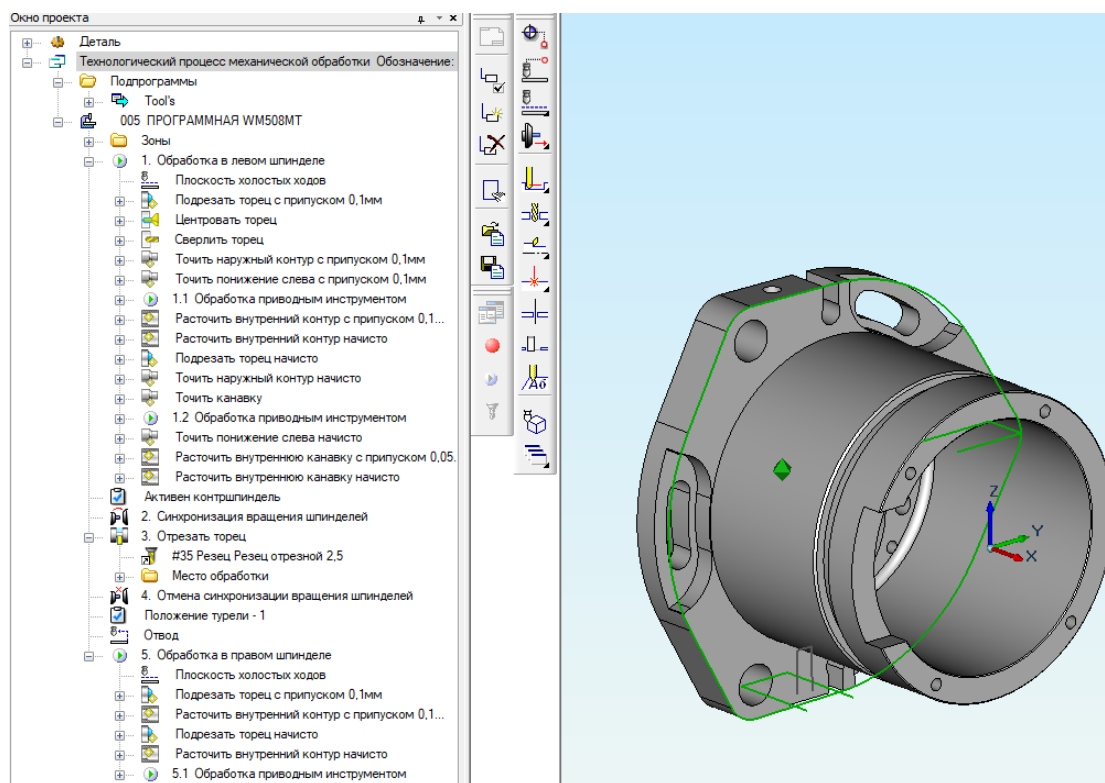 Окно проекта
Деталь
Технологический процесс механической обработки Обозначение:
Подпрограммы
Tool's
005 ПРОГРАММНАЯ WM508MT
Зоны
1. Обработка в левом шпинделе
Плоскость холостых ходов
Подрезать торец с припуском 0,1мм
Центровать торец
Сверлить торец
Точить наружный контур с припуском 0,1мм
Точить понижение слева с припуском 0,1мм
1.1 Обработка приводным инструментом
Расточить внутренний контур с припуском 0,1...
Расточить внутренний контур начисто
Подрезать торец начисто
Точить наружный контур начисто
Точить канавку
1.2 Обработка приводным инструментом
Точить понижение слева начисто
Расточить внутреннюю канавку с припуском 0,05.
Расточить внутреннюю канавку начисто
Активен контршпиндель
2. Синхронизация вращения шпинделей
3. Отрезать торец
#35 Резец Резец отрезной 2,5
Место обработки
4. Отмена синхронизации вращения шпинделей
Положение турели - 1
Отвод
5. Обработка в правом шпинделе
Плоскость холостых ходов
Подрезать торец с припуском 0,1мм
Расточить внутренний контур с припуском 0,1...
Подрезать торец начисто
Расточить внутренний контур начисто
5.1 Обработка приводным инструментом
Аб
Z
Y
X